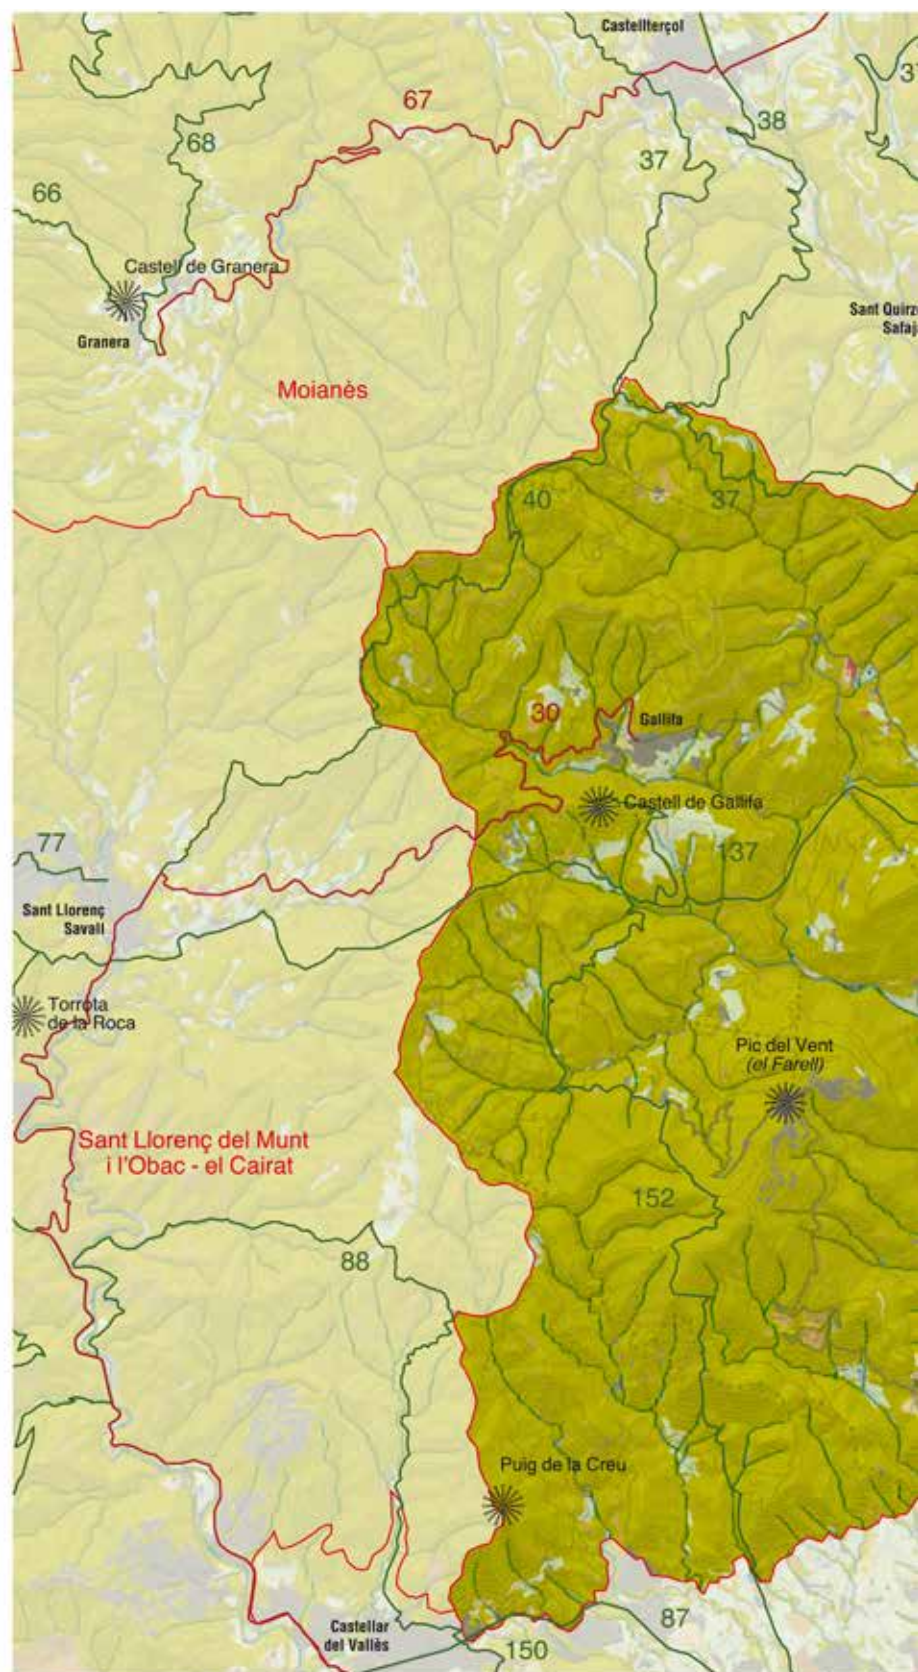 Castellterçol
67
37
38
68
37
66
Castell de Granera
Granera
Sant Quirze
Safaja
Moianès
40
37
30
Gallifa
Castell de Gallifa
77
137
Sant Llorenç
Savall
Torrota
de la Roca
Pic del Vent
(el Farell)
Sant Llorenç del Munt
i l'Obac - el Cairat
152
88
Puig de la Creu
Castellar
del Vallès
87
150